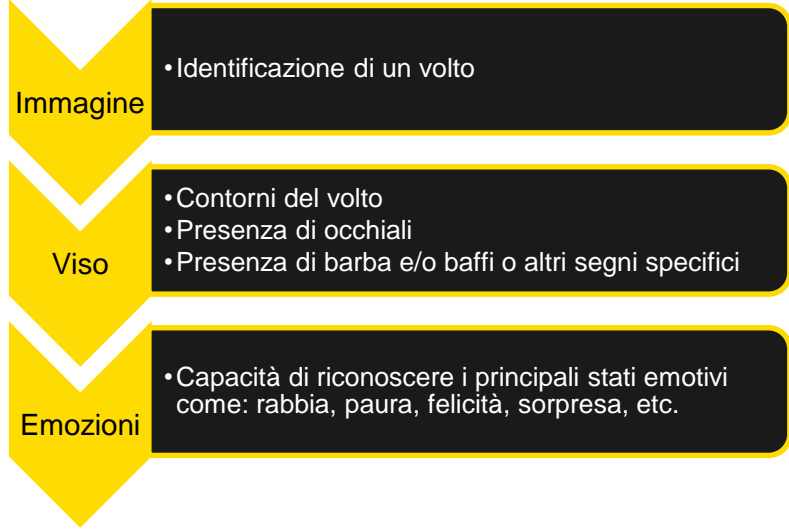 Immagine
•Identificazione di un volto
Viso
•Contorni del volto
•Presenza di occhiali
•Presenza di barba e/o baffi o altri segni specifici
Emozioni
•Capacità di riconoscere i principali stati emotivi
come: rabbia, paura, felicità, sorpresa, etc.